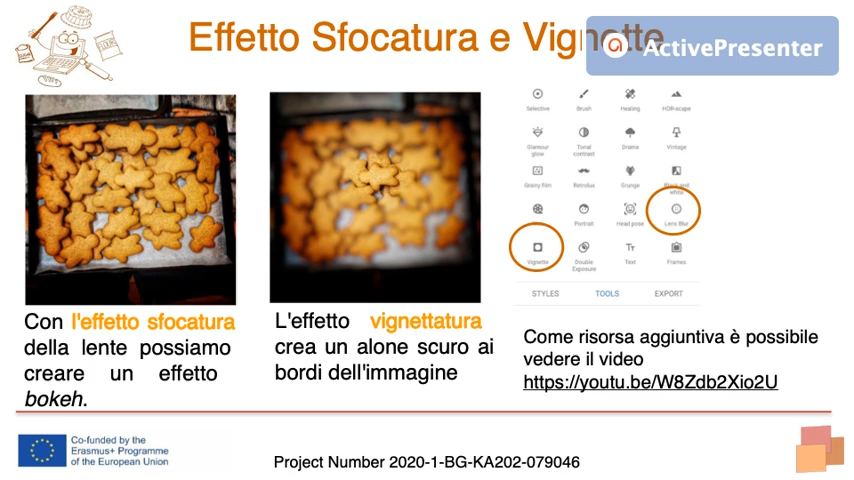 Effetto Sfocatura e Vignette
ActivePresenter
Selective Brush Healing HDR-scape
Glamour glow Tonal contrast Drama Vintage
Grainy film Retrolux Grunge Black and white
Portrait Head pose Lens Blur
Vignette Double Exposure Text Frames
STYLES TOOLS EXPORT
Con l'effetto sfocatura
della lente possiamo
creare un effetto
bokeh.
L'effetto vignettatura
crea un alone scuro ai
bordi dell'immagine
Come risorsa aggiuntiva è possibile
vedere il video
https://youtu.be/W8Zdb2Xio2U
Co-funded by the
Erasmus+ Programme
of the European Union
Project Number 2020-1-BG-KA202-079046